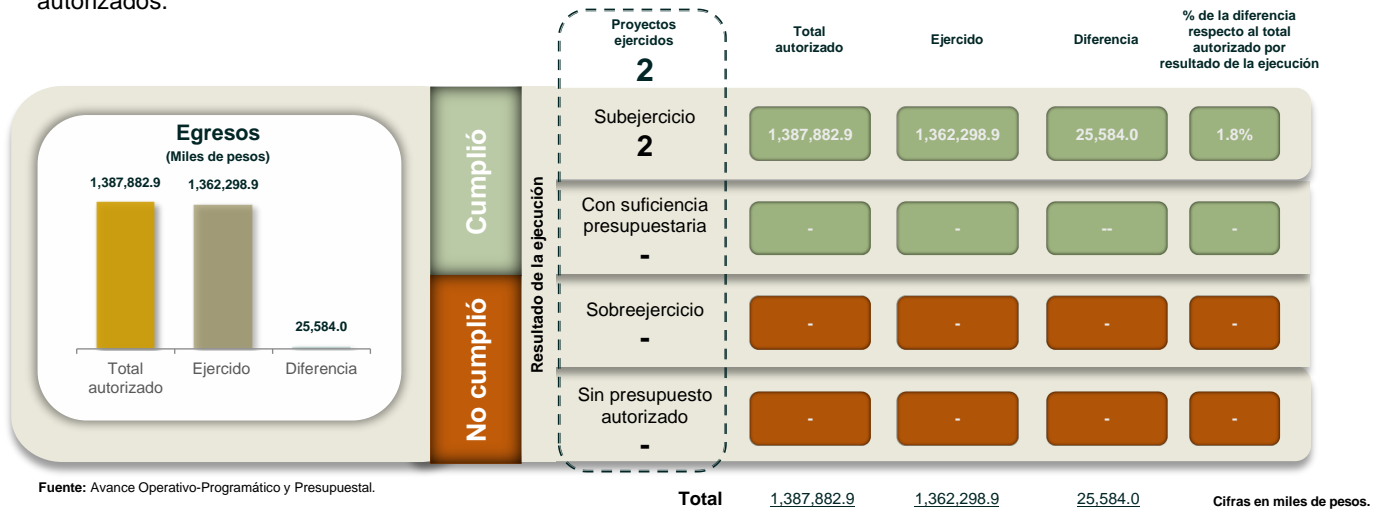 autorizados.
Proyectos
ejercidos
2
Total
autorizado
Ejercido
Diferencia
% de la diferencia
respecto al total
autorizado por
resultado de la ejecución
Egresos
(Miles de pesos)
1,387,882.9
1,362,298.9
25,584.0
Total
autorizado
Ejercido
Diferencia
Cumplió
No cumplió
Resultado de la ejecución
Subejercicio
2
1,387,882.9
1,362,298.9
25,584.0
1.8%
Con suficiencia
presupuestaria
-
-
-
--
-
Sobreejercicio
-
-
-
-
-
Sin presupuesto
autorizado
-
-
-
-
-
Fuente: Avance Operativo-Programático y Presupuestal.
Total 1,387,882.9 1,362,298.9 25,584.0 Cifras en miles de pesos.